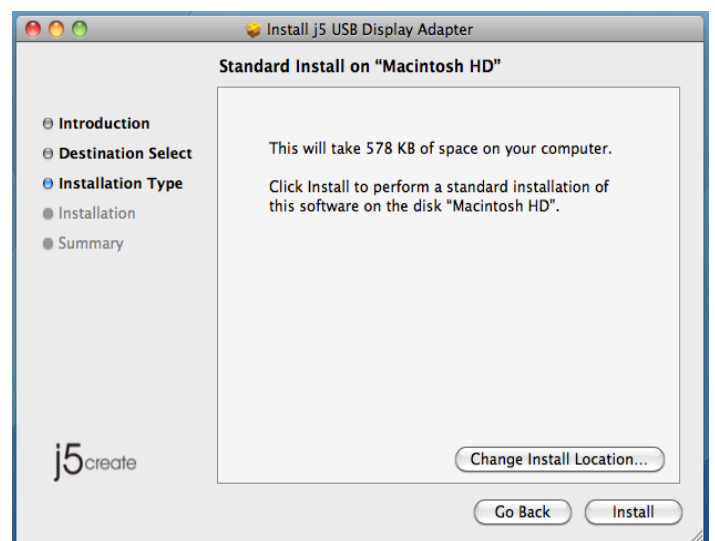 Install j5 USB Display Adapter
Standard Install on “Macintosh HD”
Introduction
Destination Select
Installation Type
Installation
Summary
This will take 578 KB of space on your computer.
Click Install to perform a standard installation of
this software on the disk “Macintosh HD”.
j5create
Change Install Location...
Go Back
Install